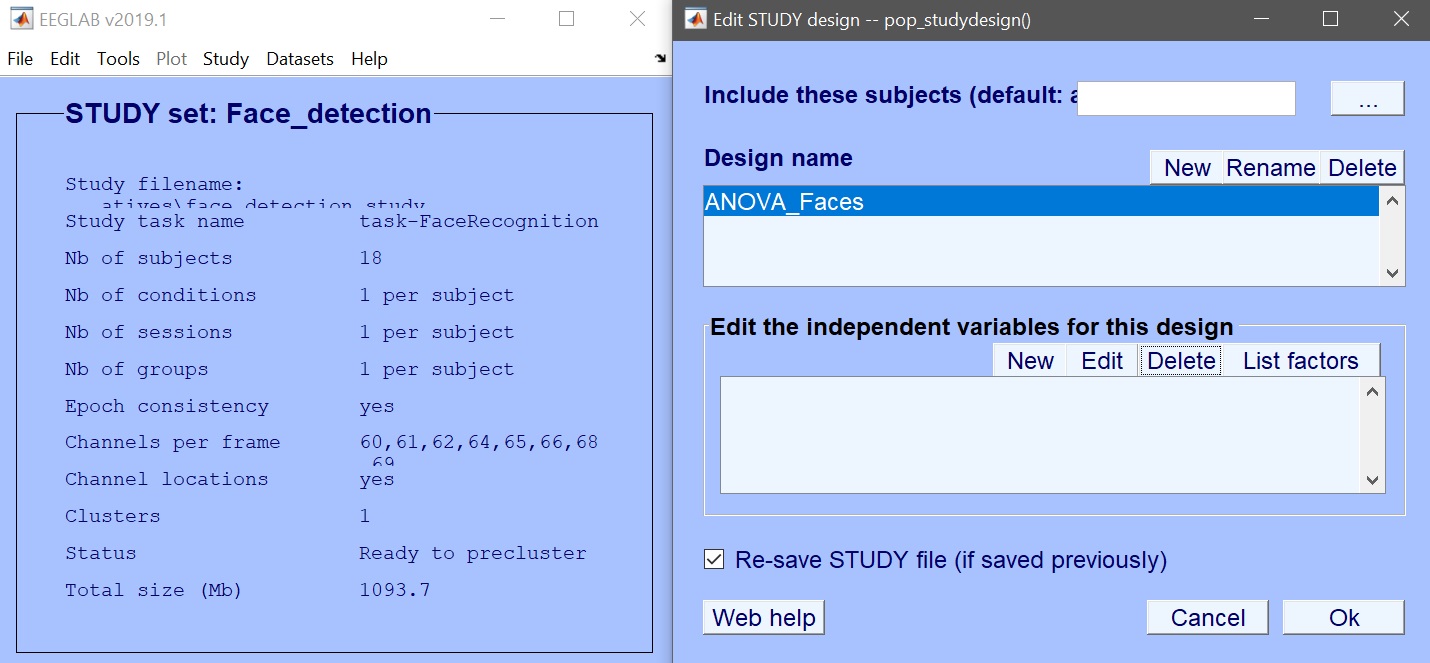 EEGLAB v2019.1
File Edit Tools Plot Study Datasets Help
STUDY set: Face_detection
Study filename:
atives\face_detection.study
Study task name task-FaceRecognition
Nb of subjects 18
Nb of conditions 1 per subject
Nb of sessions 1 per subject
Nb of groups 1 per subject
Epoch consistency yes
Channels per frame 60,61,62,64,65,66,68
69
Channel locations yes
Clusters 1
Status Ready to precluster
Total size (Mb) 1093.7
Edit STUDY design -- pop_studydesign()
Include these subjects (default: a
...
Design name
New Rename Delete
ANOVA_Faces
Edit the independent variables for this design
New Edit Delete List factors
Re-save STUDY file (if saved previously)
Web help Cancel Ok